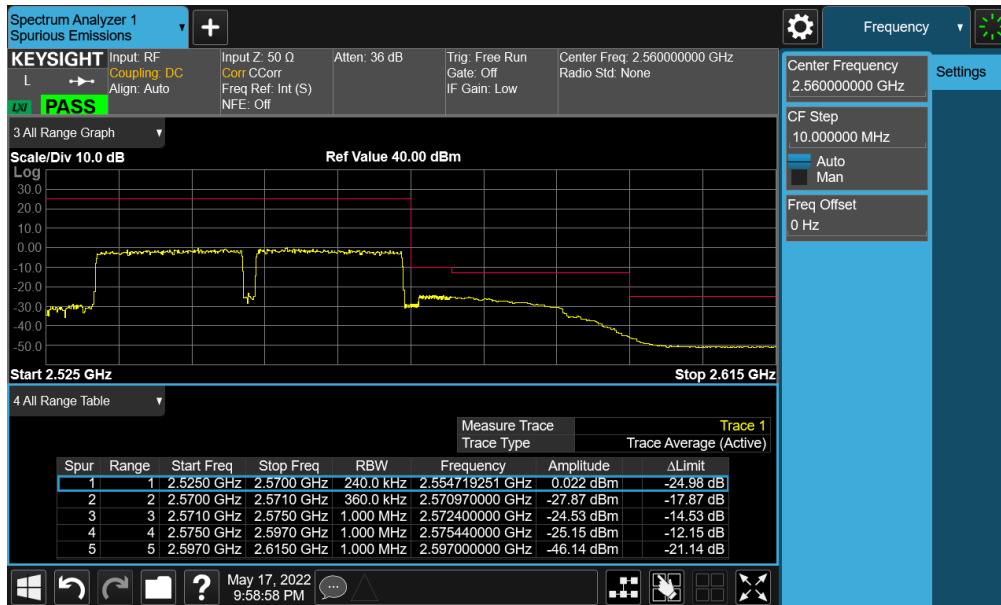 Spectrum Analyzer 1
Spurious Emissions
+
Frequency
KEYSIGHT
L
LXI
PASS
Input: RF
Coupling: DC
Align: Auto
Input Z: 50 Ω
Corr CCorr
Freq Ref: Int (S)
NFE: Off
Atten: 36 dB
Trig: Free Run
Gate: Off
IF Gain: Low
Center Freq: 2.560000000 GHz
Radio Std: None
Center Frequency
2.560000000 GHz
Settings
CF Step
10.000000 MHz
Auto
Man
Freq Offset
0 Hz
3 All Range Graph
Scale/Div 10.0 dB Ref Value 40.00 dBm
Log
30.0
20.0
10.0
0.00
-10.0
-20.0
-30.0
-40.0
-50.0
Start 2.525 GHz Stop 2.615 GHz
4 All Range Table
Measure Trace Trace 1
Trace Type Trace Average (Active)
Spur Range Start Freq Stop Freq RBW Frequency Amplitude ΔLimit
1 1 2.5250 GHz 2.5700 GHz 240.0 kHz 2.554719251 GHz 0.022 dBm -24.98 dB
2 2 2.5700 GHz 2.5710 GHz 360.0 kHz 2.570970000 GHz -27.87 dBm -17.87 dB
3 3 2.5710 GHz 2.5750 GHz 1.000 MHz 2.572400000 GHz -24.53 dBm -14.53 dB
4 4 2.5750 GHz 2.5970 GHz 1.000 MHz 2.575440000 GHz -25.15 dBm -12.15 dB
5 5 2.5970 GHz 2.6150 GHz 1.000 MHz 2.597000000 GHz -46.14 dBm -21.14 dB
?
May 17, 2022
9:58:58 PM